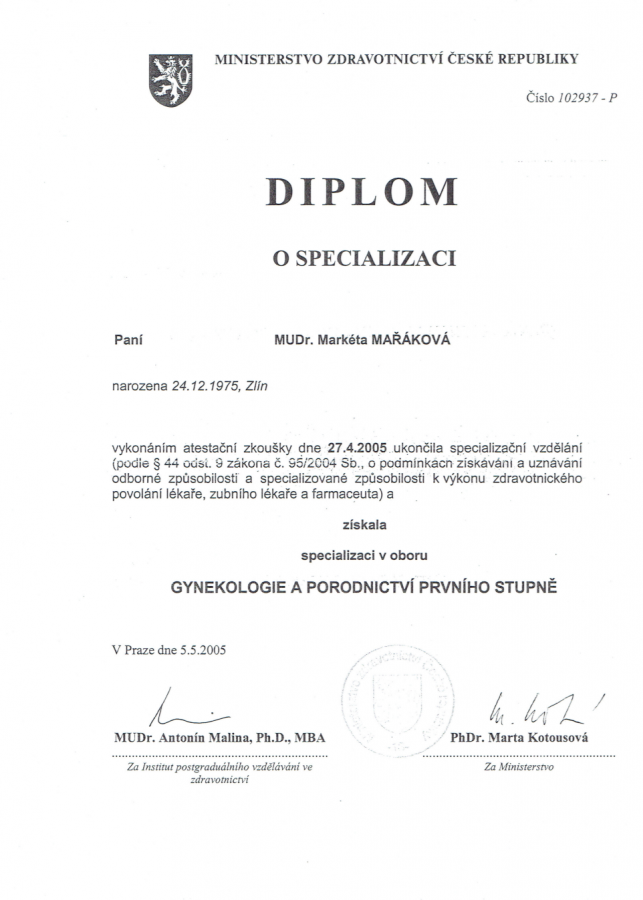 MINISTERSTVO ZDRAVOTNICTVÍ ČESKÉ REPUBLIKY
Číslo 102937 - P
DIPLOM
O SPECIALIZACI
Paní MUDr. Markéta MAŘÁKOVÁ
narozena 24.12.1975, Zlín
vykonáním atestační zkoušky dne 27.4.2005 ukončila specializační vzdělání
(podle § 44 odst. 9 zákona č. 95/2004 Sb., o podmínkách získávání a uznávání
odborné způsobilosti a specializované způsobilosti k výkonu zdravotnického
povolání lékaře, zubního lékaře a farmaceuta) a
získala
specializaci v oboru
GYNEKOLOGIE A PORODNICTVÍ PRVNÍHO STUPNĚ
V Praze dne 5.5.2005
MUDr. Antonín Malina, Ph.D., MBA
Za Institut postgraduálního vzdělávání ve
zdravotnictví
PhDr. Marta Kotousová
Za Ministerstvo